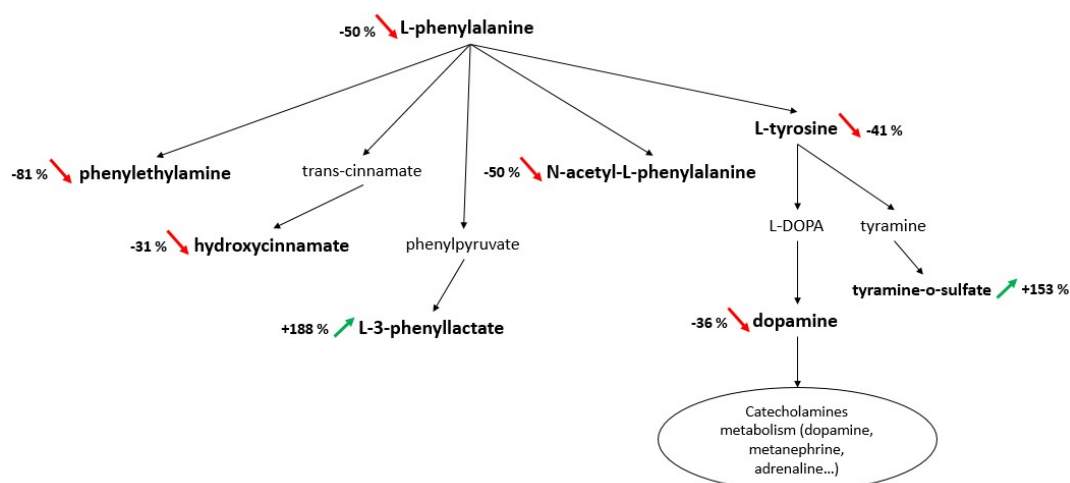 -50 % L-phenylalanine
L-tyrosine -41 %
-81 % phenylethylamine
trans-cinnamate
-50 % N-acetyl-L-phenylalanine
-31 % hydroxycinnamate
phenylpyruvate
L-DOPA
tyramine
tyramine-o-sulfate +153 %
+188 % L-3-phenyllactate
-36 % dopamine
Catecholamines
metabolism (dopamine,
metanephrine,
adrenaline...)